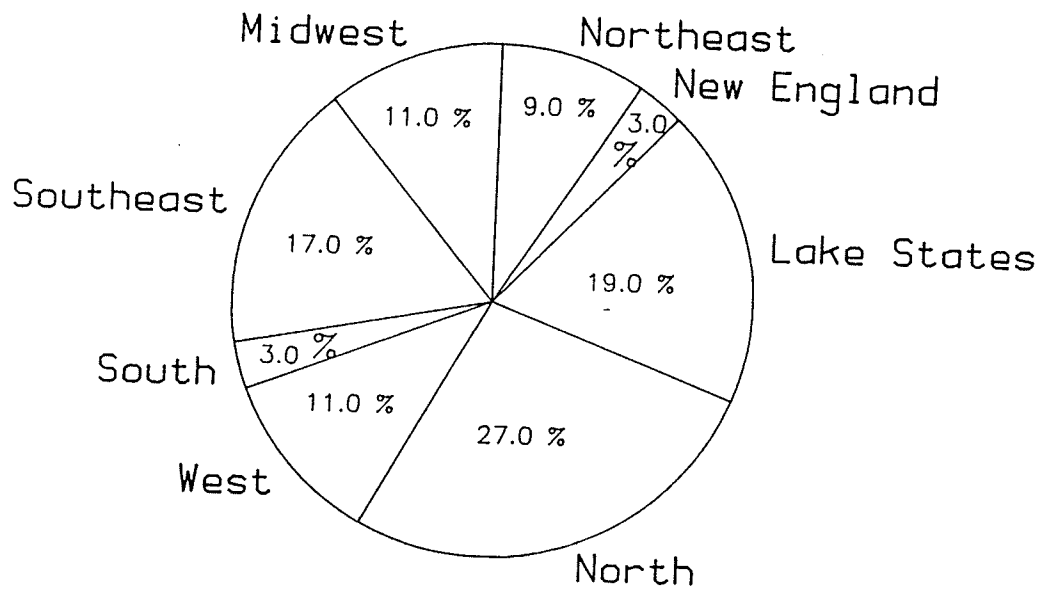 Midwest
Northeast
New England
11.0 %
9.0 %
3.0
%
Southeast
17.0 %
Lake States
19.0 %
South
3.0 %
11.0 %
27.0 %
West
North